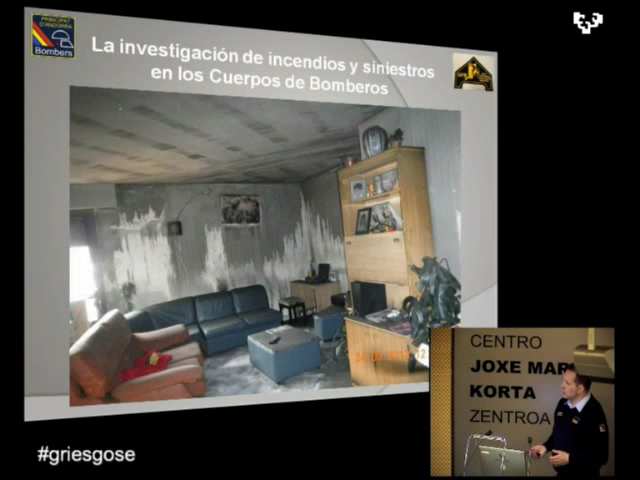 PRINCIPAT
D'ANDORRA
Bombers
La investigación de incendios y siniestros
en los Cuerpos de Bomberos
12
CENTRO
JOXE MARI
KORTA
ZENTROA
#griesgose